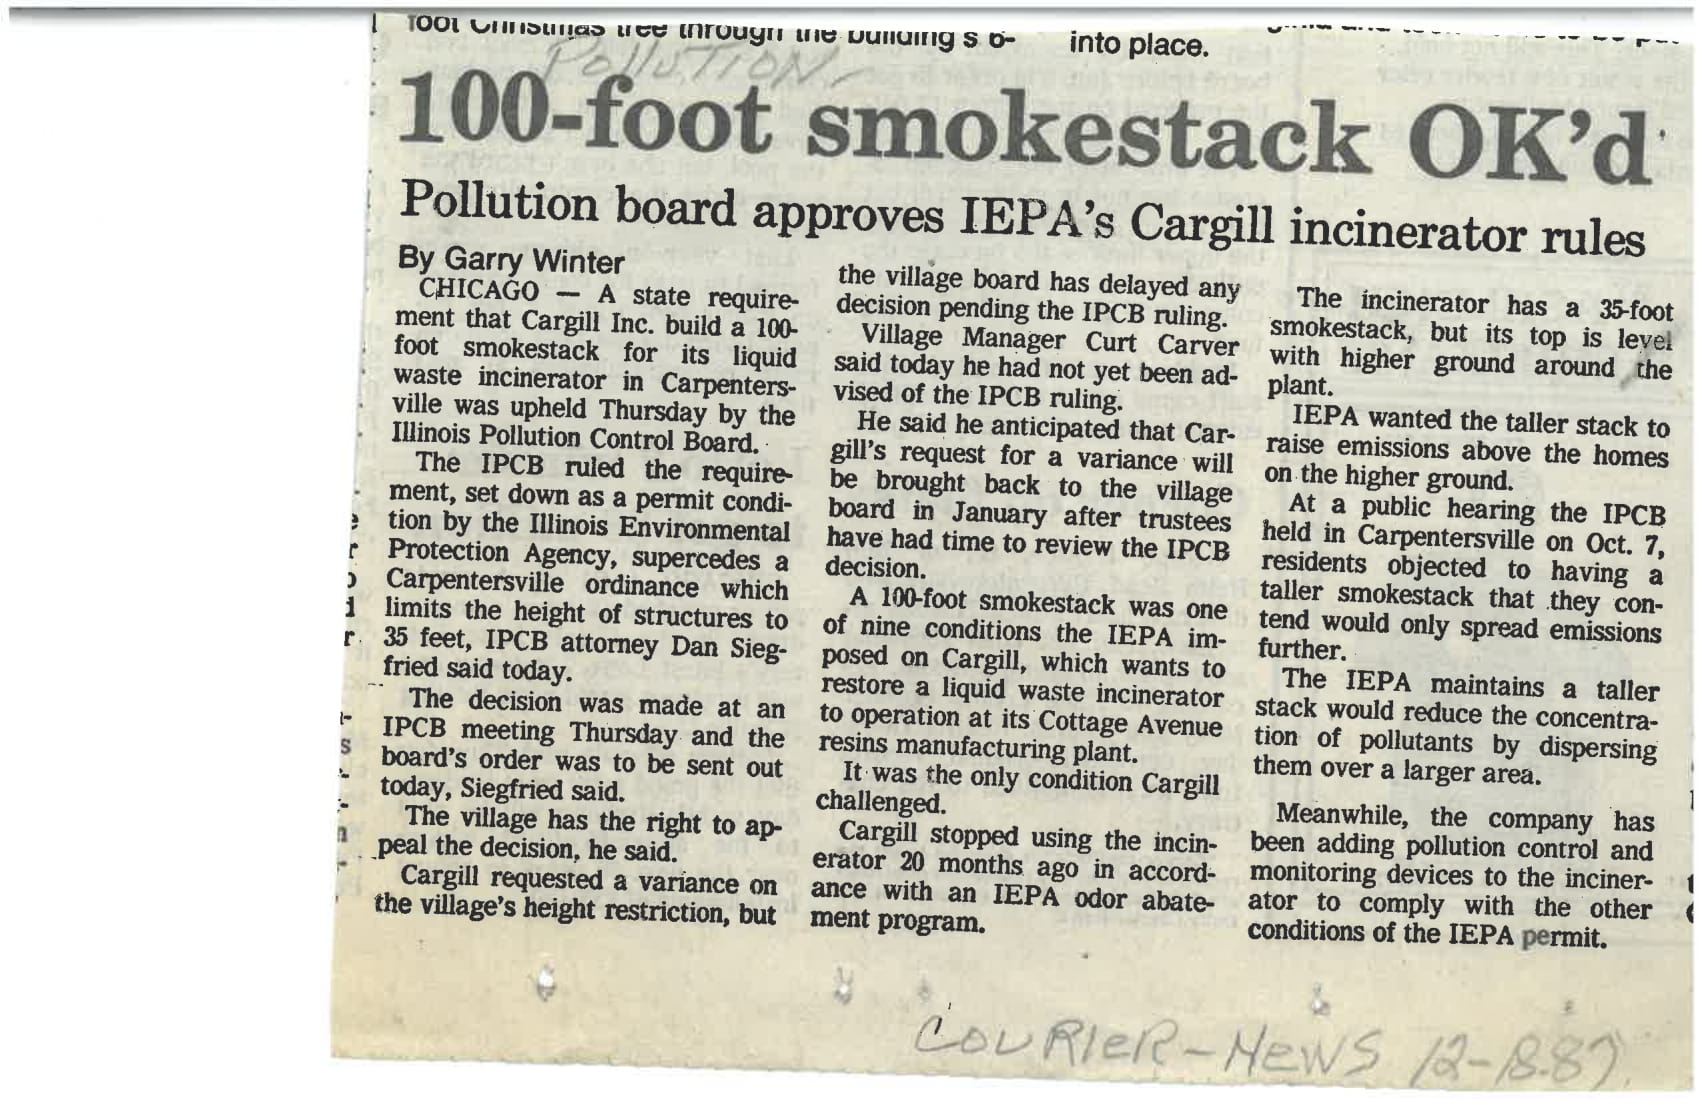 foot Christmas tree through the building's 6-
into place.
POLLUTION
100-foot smokestack OK'd
Pollution board approves IEPA's Cargill incinerator rules
By Garry Winter
CHICAGO — A state require-
ment that Cargill Inc. build a 100-
foot smokestack for its liquid
waste incinerator in Carpenters-
ville was upheld Thursday by the
Illinois Pollution Control Board.
The IPCB ruled the require-
ment, set down as a permit condi-
tion by the Illinois Environmental
Protection Agency, supercedes a
Carpentersville ordinance which
limits the height of structures to
35 feet, IPCB attorney Dan Sieg-
fried said today.
The decision was made at an
IPCB meeting Thursday and the
board's order was to be sent out
today, Siegfried said.
The village has the right to ap-
peal the decision, he said.
Cargill requested a variance on
the village's height restriction, but
the village board has delayed any
decision pending the IPCB ruling.
Village Manager Curt Carver
said today he had not yet been ad-
vised of the IPCB ruling.
He said he anticipated that Car-
gill's request for a variance will
be brought back to the village
board in January after trustees
have had time to review the IPCB
decision.
A 100-foot smokestack was one
of nine conditions the IEPA im-
posed on Cargill, which wants to
restore a liquid waste incinerator
to operation at its Cottage Avenue
resins manufacturing plant.
It was the only condition Cargill
challenged.
Cargill stopped using the incin-
erator 20 months ago in accord-
ance with an IEPA odor abate-
ment program.
The incinerator has a 35-foot
smokestack, but its top is level
with higher ground around the
plant.
IEPA wanted the taller stack to
raise emissions above the homes
on the higher ground.
At a public hearing the IPCB
held in Carpentersville on Oct. 7,
residents objected to having a
taller smokestack that they con-
tend would only spread emissions
further.
The IEPA maintains a taller
stack would reduce the concentra-
tion of pollutants by dispersing
them over a larger area.
Meanwhile, the company has
been adding pollution control and
monitoring devices to the inciner-
ator to comply with the other
conditions of the IEPA permit.
COURIER-NEWS 12-18-87